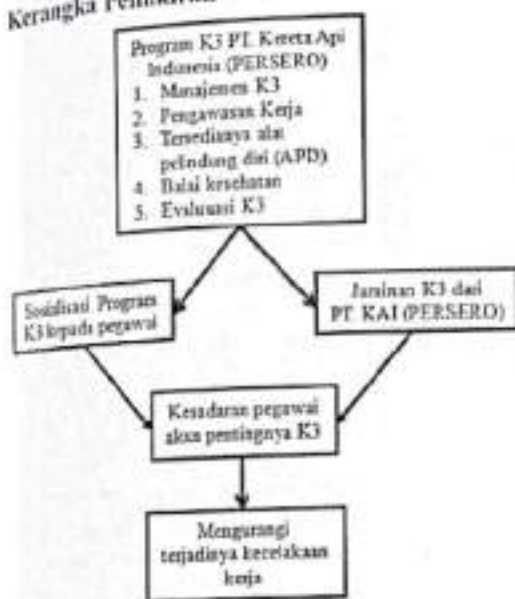 Kerangka Pemikiran
Program K3 PT. Kereta Api
Indonesia (PERSERO)
1. Manajemen K3
2. Pengawasan Kerja
3. Tersedianya alat
pelindung diri (APD)
4. Balai kesehatan
5. Evaluasi K3
Sosialisasi Program
K3 kepada pegawai
Jaminan K3 dari
PT. KAI (PERSERO)
Kesadaran pegawai
akan pentingnya K3
Mengurangi
terjadinya kecelakaan
kerja